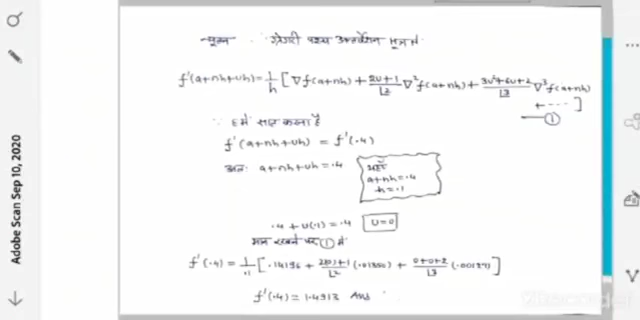 न्यूटन ग्रेगरी पश्च अन्तर्वेशन सूत्र से
f'(a+nh+uh) = 1/h [ ∇f(a+nh) + 2u+1/⌊2 ∇²f(a+nh) + 3u²+6u+2/⌊3 ∇³f(a+nh)
+---- ]
①
∵ हमें ज्ञात करना है
f'(a+nh+uh) = f'(.4)
अतः a+nh+uh = .4
यहाँ
a+nh = .4
h = .1
.4 + u(.1) = .4 u=0
मान रखने पर ① में
f'(.4) = 1/.1 [ .14196 + 2(0)+1/⌊2 + 0+0+2/⌊3 ]
f'(.4) = 1.4913 Ans
Adobe Scan Sep 10, 2020